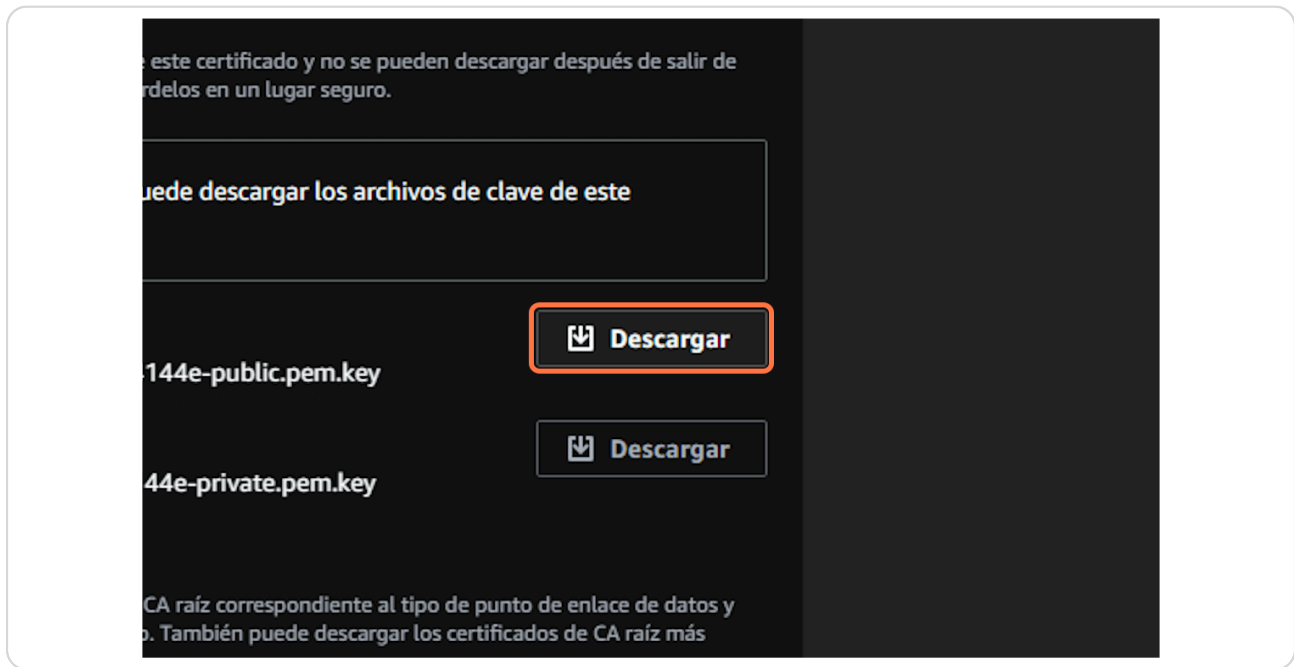 este certificado y no se pueden descargar después de salir de
rdelos en un lugar seguro.
uede descargar los archivos de clave de este
Descargar
144e-public.pem.key
Descargar
44e-private.pem.key
CA raíz correspondiente al tipo de punto de enlace de datos y
o. También puede descargar los certificados de CA raíz más